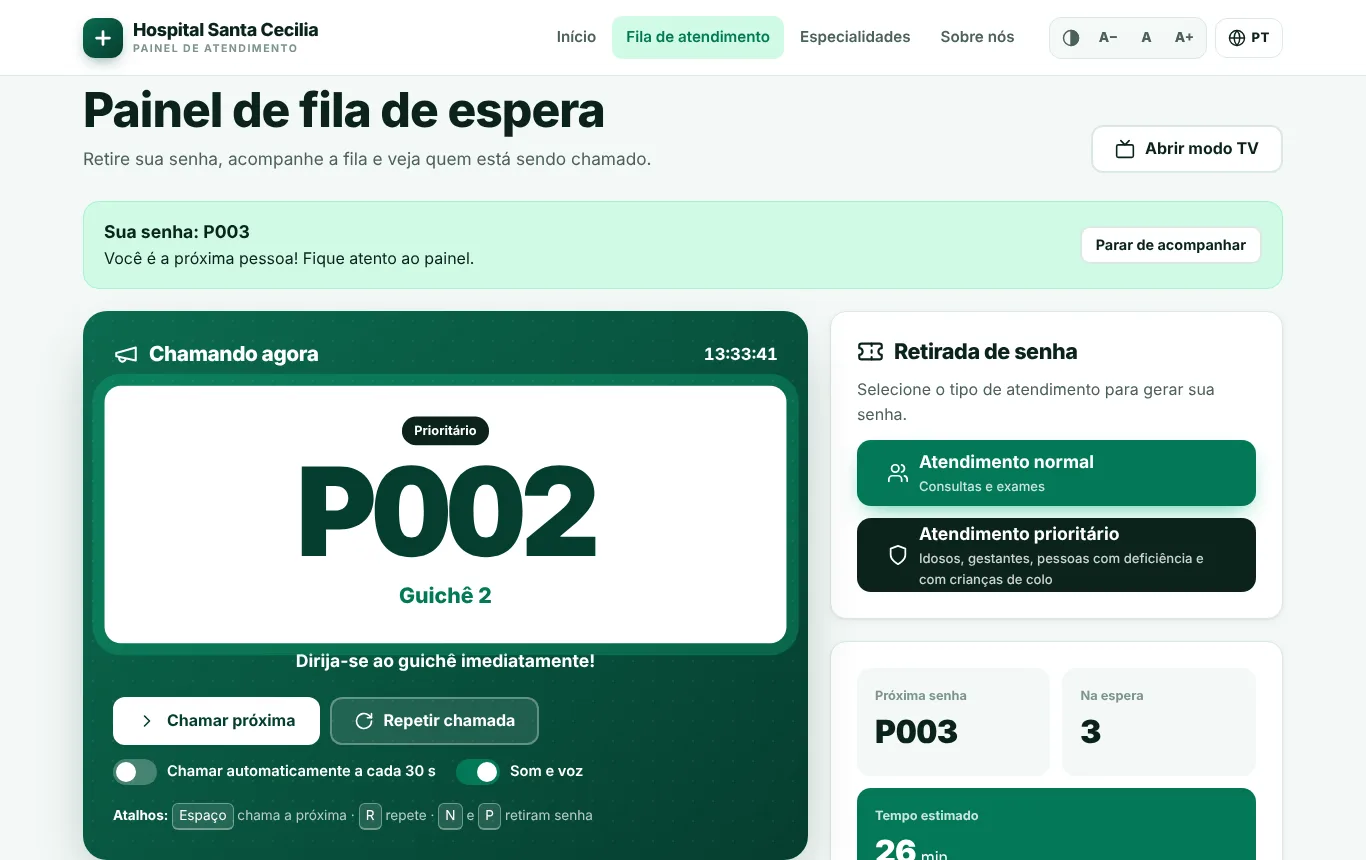 Hospital Santa Cecilia
PAINEL DE ATENDIMENTO
Início
Fila de atendimento
Especialidades
Sobre nós
A−
A
A+
PT
Painel de fila de espera
Retire sua senha, acompanhe a fila e veja quem está sendo chamado.
Abrir modo TV
Sua senha: P003
Você é a próxima pessoa! Fique atento ao painel.
Parar de acompanhar
Chamando agora
13:33:41
Prioritário
P002
Guichê 2
Dirija-se ao guichê imediatamente!
Chamar próxima
Repetir chamada
Chamar automaticamente a cada 30 s
Som e voz
Atalhos: Espaço chama a próxima · R repete · N e P retiram senha
Retirada de senha
Selecione o tipo de atendimento para gerar sua
senha.
Atendimento normal
Consultas e exames
Atendimento prioritário
Idosos, gestantes, pessoas com deficiência e
com crianças de colo
Próxima senha
P003
Na espera
3
Tempo estimado
26 min